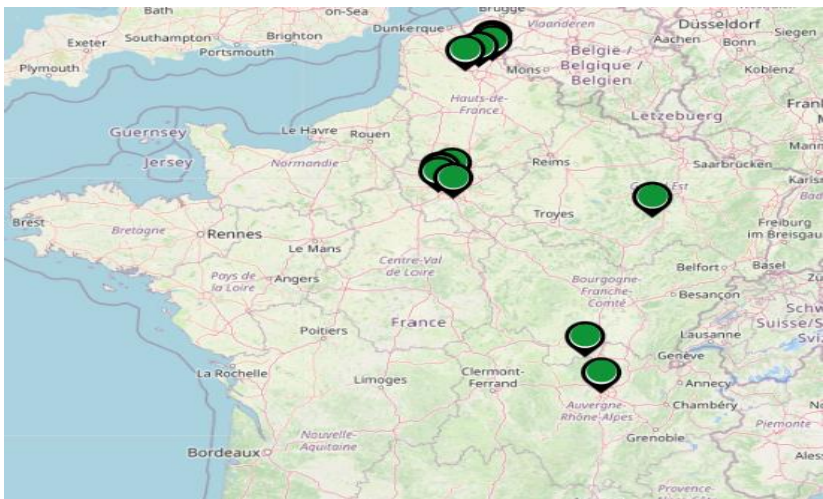 Bath
on-Sea
Brugge
Vlaanderen
Düsseldorf
Siegen
Exeter
Southampton
Brighton
Portsmouth
Dunkerque
Aachen
Bonn
Plymouth
België /
Belgique /
Belgien
Mons
Koblenz
Hauts-de-
France
Letzebuerg
Guernsey
Jersey
Le Havre
Rouen
Normandie
Reims
Saarbrücken
Troyes
Freiburg
im Breisgau
Brest
Bretagne
Rennes
Le Mans
Centre-Val
de Loire
Pays de
la Loire
Angers
Belfort
Basel
Bourgogne-
Franche-
Comté
Besançon
France
Poitiers
Lausanne
Genève
La Rochelle
Limoges
Clermont-
Ferrand
Annecy
Chambéry
Auvergne-
Rhône-Alpes
Grenoble
Piemonte
Nouvelle-
Aquitaine
Bordeaux